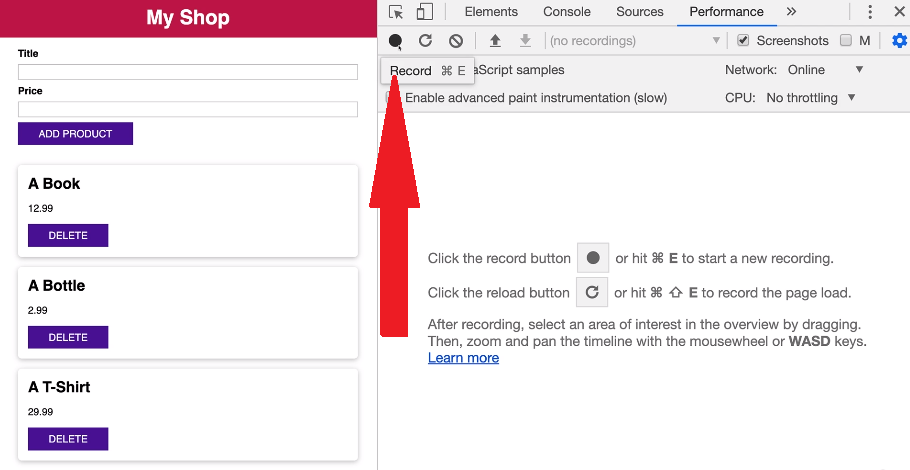 My Shop
Title
Price
ADD PRODUCT
A Book
12.99
DELETE
A Bottle
2.99
DELETE
A T-Shirt
29.99
DELETE
Elements Console Sources Performance »
(no recordings) Screenshots M
Record ⌘ E
aScript samples Network: Online
Enable advanced paint instrumentation (slow) CPU: No throttling
Click the record button or hit ⌘ E to start a new recording.
Click the reload button or hit ⌘ ⇧ E to record the page load.
After recording, select an area of interest in the overview by dragging.
Then, zoom and pan the timeline with the mousewheel or WASD keys.
Learn more